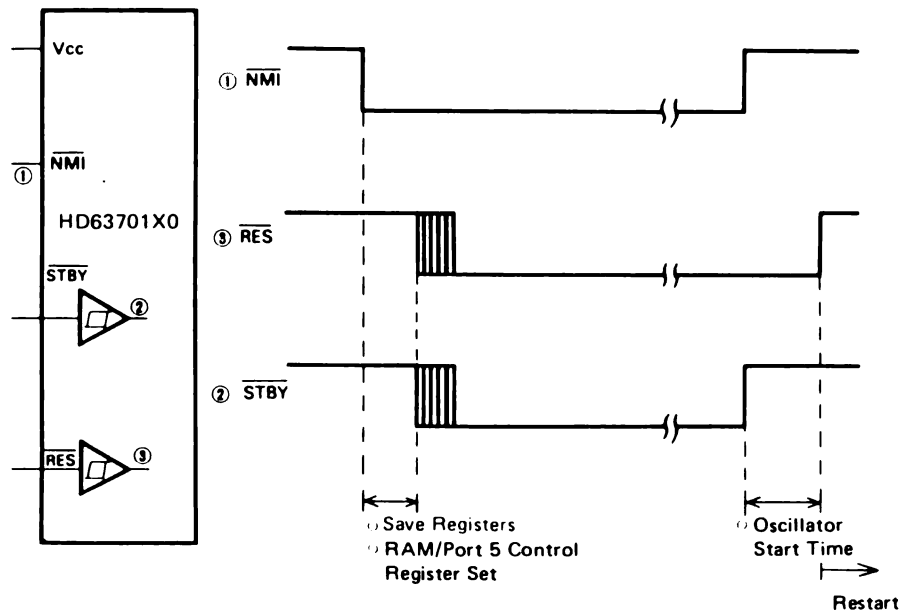 Vcc
① NMI
HD63701X0
STBY
②
RES
③
① NMI
③ RES
② STBY
○ Save Registers
○ RAM/Port 5 Control
Register Set
○ Oscillator
Start Time
Restart